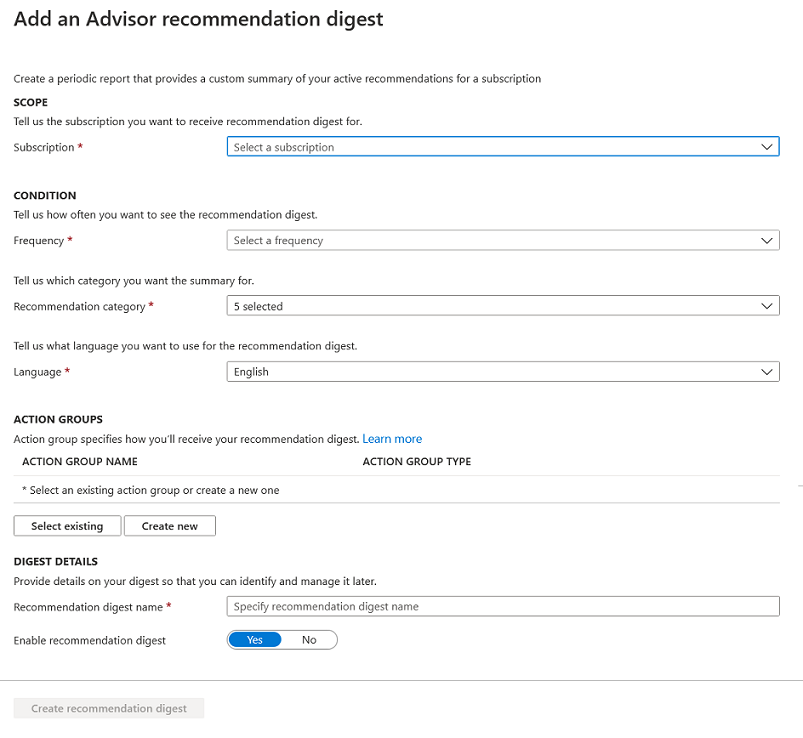 Add an Advisor recommendation digest
Create a periodic report that provides a custom summary of your active recommendations for a subscription
SCOPE
Tell us the subscription you want to receive recommendation digest for.
Subscription * Select a subscription
CONDITION
Tell us how often you want to see the recommendation digest.
Frequency * Select a frequency
Tell us which category you want the summary for.
Recommendation category * 5 selected
Tell us what language you want to use for the recommendation digest.
Language * English
ACTION GROUPS
Action group specifies how you'll receive your recommendation digest. Learn more
ACTION GROUP NAME ACTION GROUP TYPE
* Select an existing action group or create a new one
Select existing Create new
DIGEST DETAILS
Provide details on your digest so that you can identify and manage it later.
Recommendation digest name * Specify recommendation digest name
Enable recommendation digest Yes No
Create recommendation digest